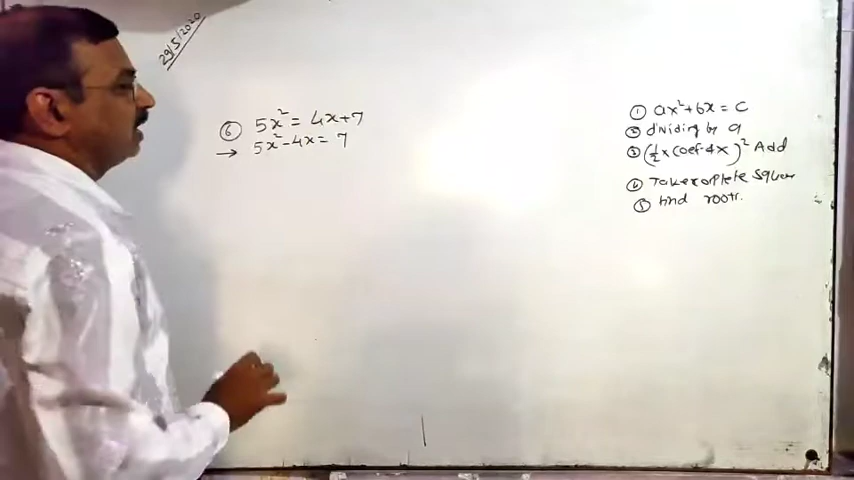 29/5/2020
⑥ 5x² = 4x+7
→ 5x² - 4x = 7
① ax²+bx = c
② dividing by a
③ (½ x coef. 4x)² Add
④ Take complete square
⑤ find roots.